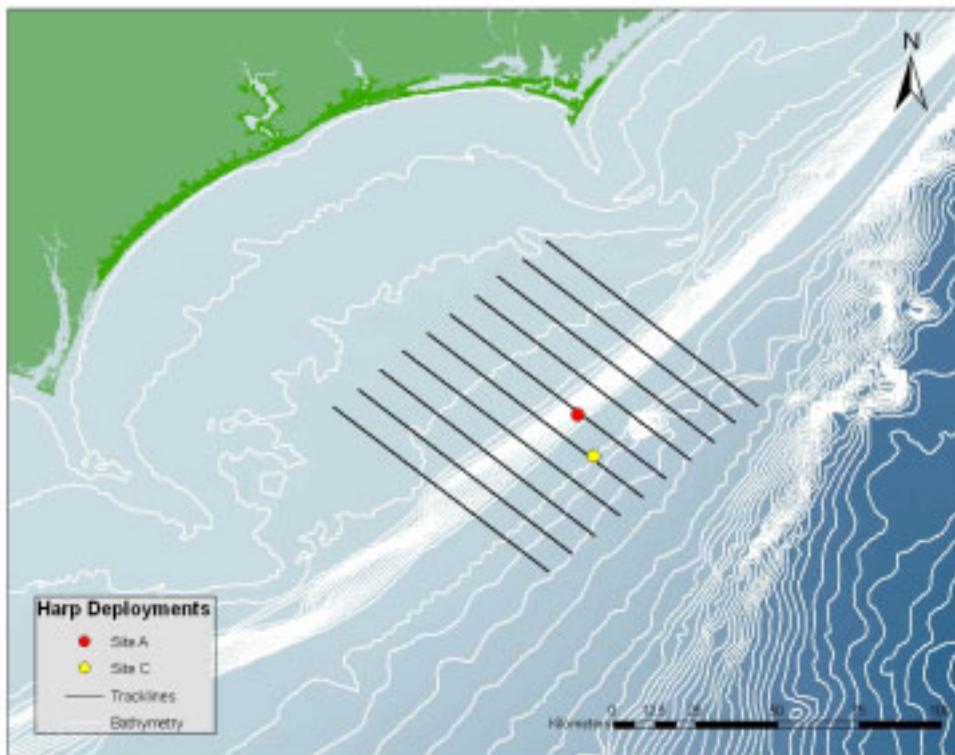 N
Harp Deployments
Site A
Site C
Tracklines
Bathymetry
Kilometers 0 12.5 25 50 75 100